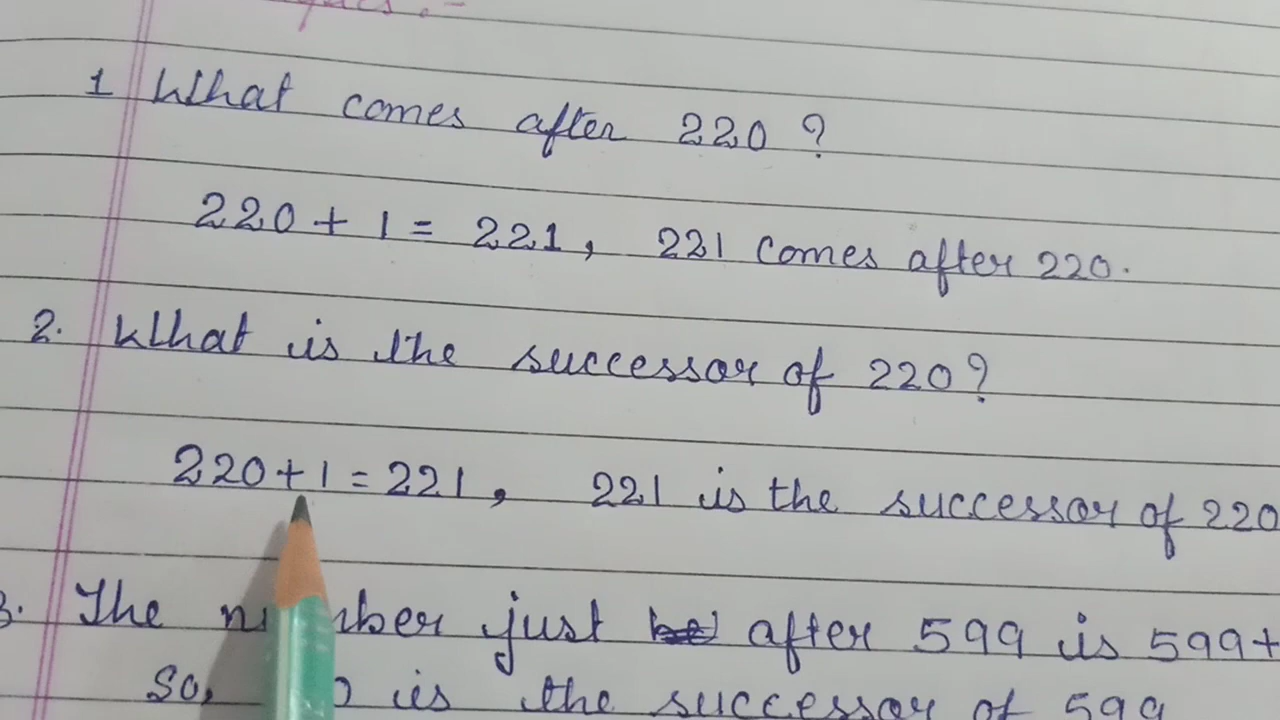 1 What comes after 220 ?
220 + 1 = 221, 221 comes after 220.
2. What is the successor of 220?
220 + 1 = 221, 221 is the successor of 220
3. The just after 599 is 599+
So, is the successor of 599